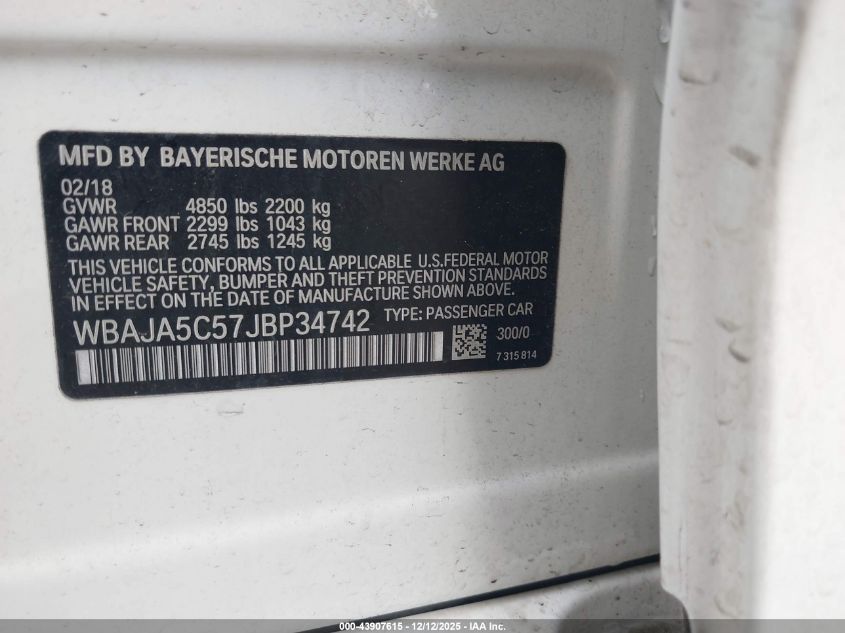 MFD BY BAYERISCHE MOTOREN WERKE AG
02/18
GVWR 4850 lbs 2200 kg
GAWR FRONT 2299 lbs 1043 kg
GAWR REAR 2745 lbs 1245 kg
THIS VEHICLE CONFORMS TO ALL APPLICABLE U.S.FEDERAL MOTOR
VEHICLE SAFETY, BUMPER AND THEFT PREVENTION STANDARDS
IN EFFECT ON THE DATE OF MANUFACTURE SHOWN ABOVE.
WBAJA5C57JBP34742 TYPE: PASSENGER CAR
300/0
7 315 814
000-43907615 - 12/12/2025 - IAA Inc.